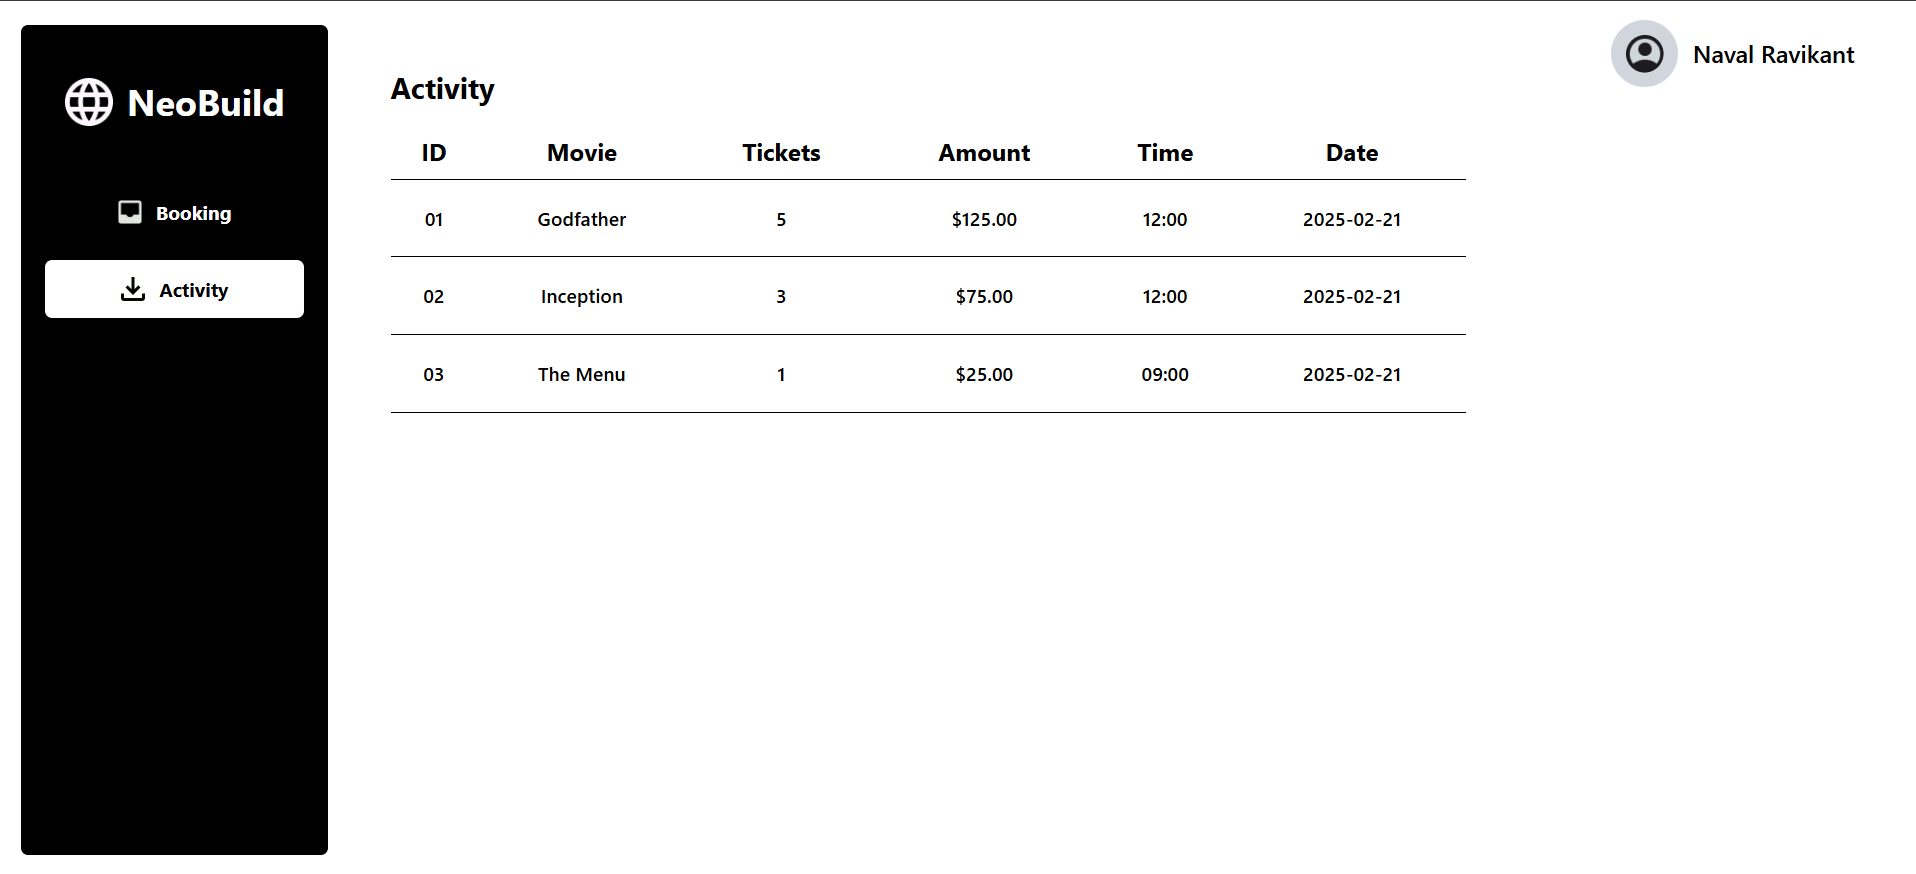 NeoBuild
Booking
Activity
Naval Ravikant
Activity
ID Movie Tickets Amount Time Date
01 Godfather 5 $125.00 12:00 2025-02-21
02 Inception 3 $75.00 12:00 2025-02-21
03 The Menu 1 $25.00 09:00 2025-02-21